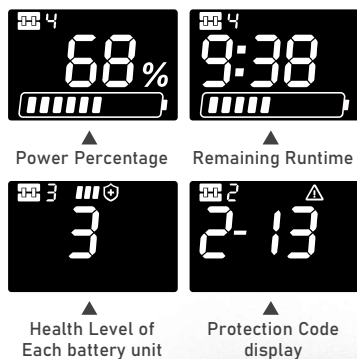 4 4
68% 9:38
Power Percentage Remaining Runtime
3 2
3 2-13
Health Level of Protection Code
Each battery unit display